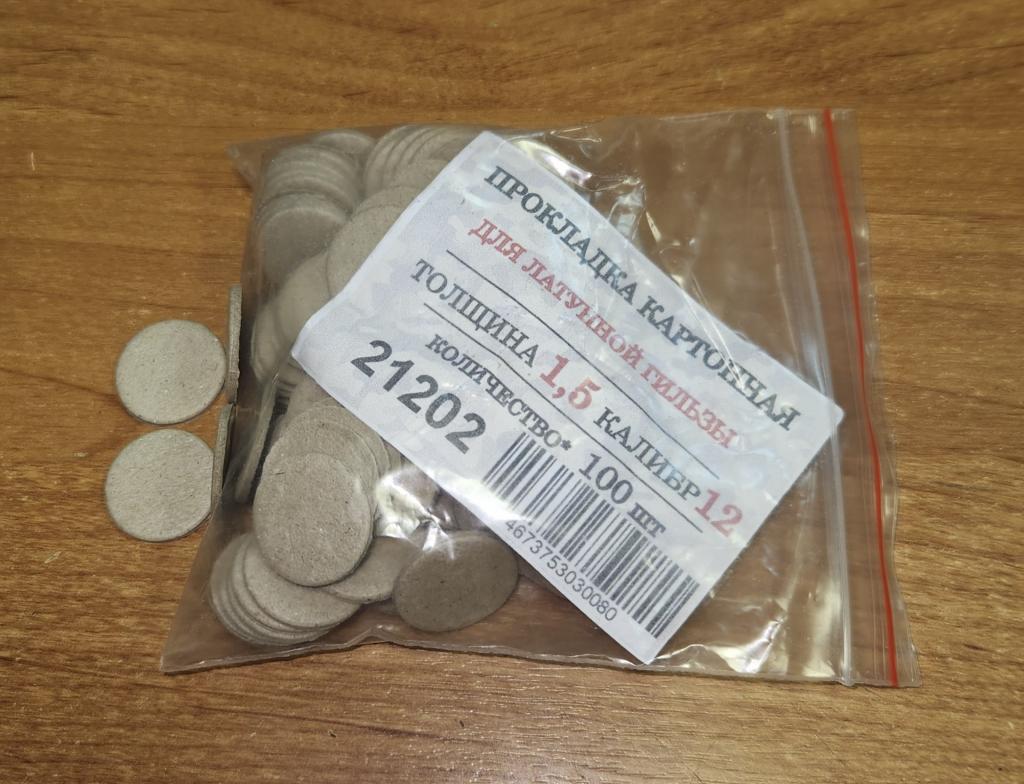 ПРОКЛАДКА КАРТОННАЯ
ДЛЯ ЛАТУННОЙ ГИЛЬЗЫ
ТОЛЩИНА 1,5 КАЛИБР 12
КОЛИЧЕСТВО* 100 шт
21202
4673753030080